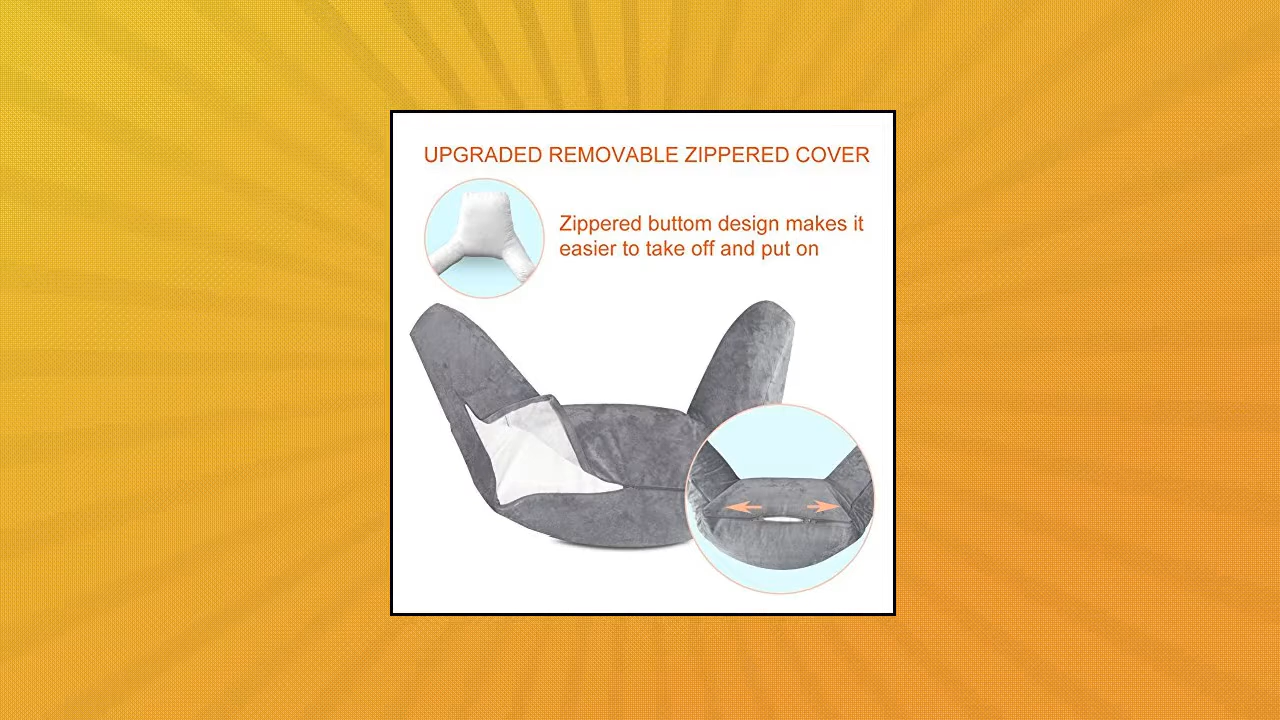 UPGRADED REMOVABLE ZIPPERED COVER
Zippered buttom design makes it
easier to take off and put on